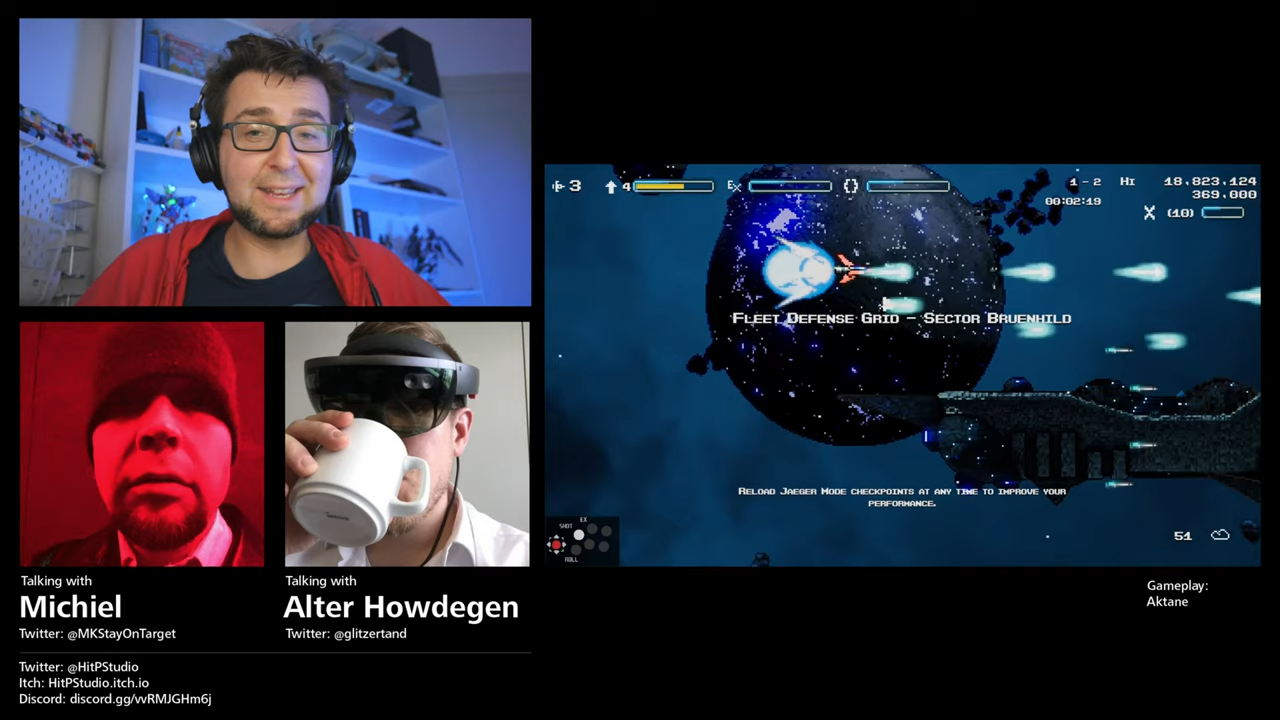 3
4
Ex
1 - 2
Hi
18,823,124
369,000
00:02:19
(10)
Fleet Defense Grid - Sector Bruenhild
Reload Jaeger Mode checkpoints at any time to improve your
performance.
51
EX
SHOT
ROLL
Talking with
Michiel
Twitter: @MKStayOnTarget
Talking with
Alter Howdegen
Twitter: @glitzertand
Twitter: @HitPStudio
Itch: HitPStudio.itch.io
Discord: discord.gg/vvRMJGHm6j
Gameplay:
Aktane